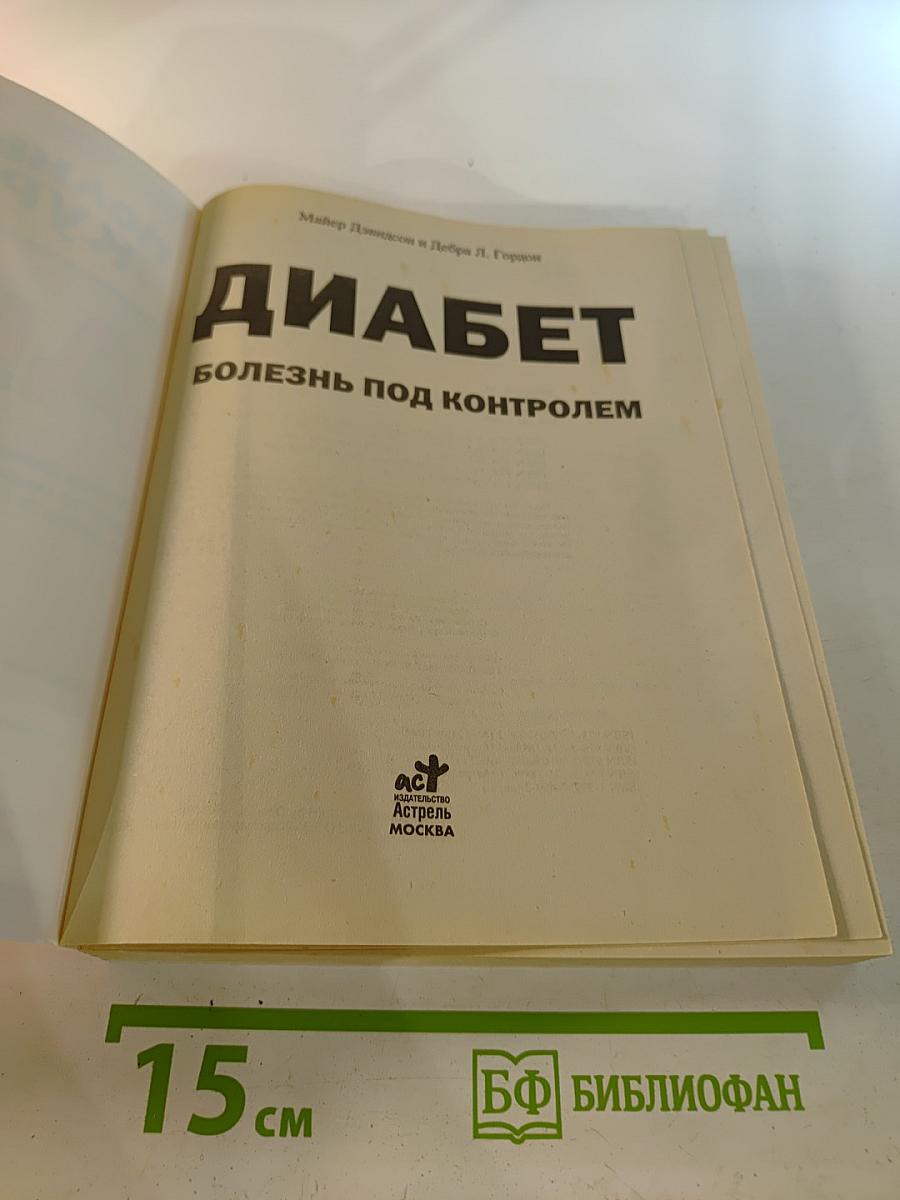 Майер Дэвидсон и Дебра Л. Гордон
ДИАБЕТ
БОЛЕЗНЬ ПОД КОНТРОЛЕМ
аст
ИЗДАТЕЛЬСТВО
Астрель
МОСКВА
15 см
БФ БИБЛИОФАН